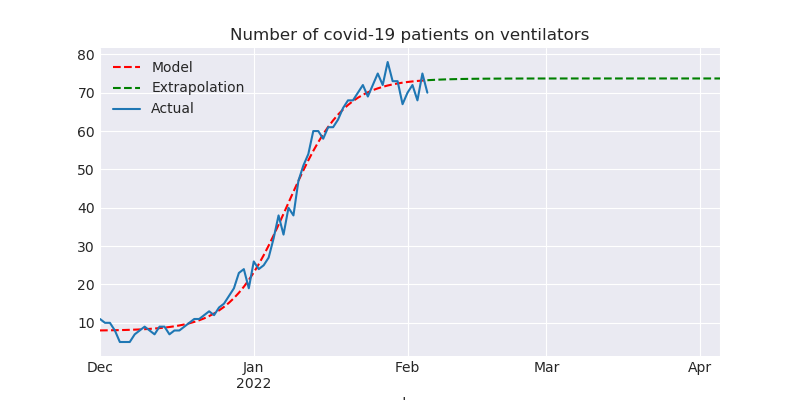 Number of covid-19 patients on ventilators
80
70
60
50
40
30
20
10
Model
Extrapolation
Actual
Dec
Jan
2022
Feb
Mar
Apr